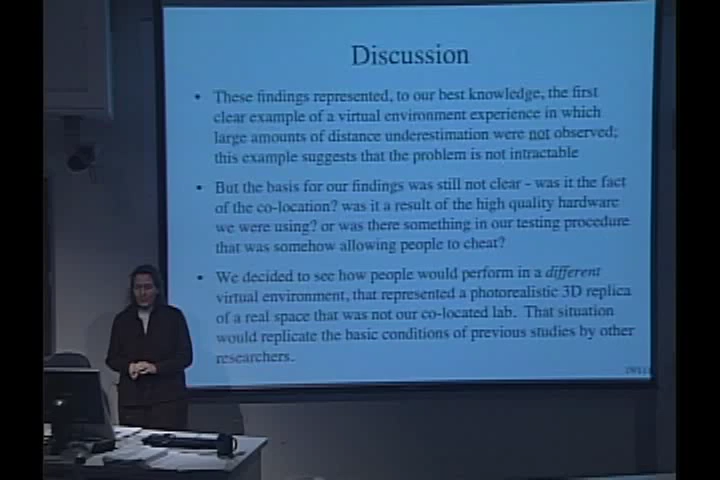 Discussion
• These findings represented, to our best knowledge, the first
clear example of a virtual environment experience in which
large amounts of distance underestimation were not observed;
this example suggests that the problem is not intractable
• But the basis for our findings was still not clear - was it the fact
of the co-location? was it a result of the high quality hardware
we were using? or was there something in our testing procedure
that was somehow allowing people to cheat?
• We decided to see how people would perform in a different
virtual environment, that represented a photorealistic 3D replica
of a real space that was not our co-located lab. That situation
would replicate the basic conditions of previous studies by other
researchers.